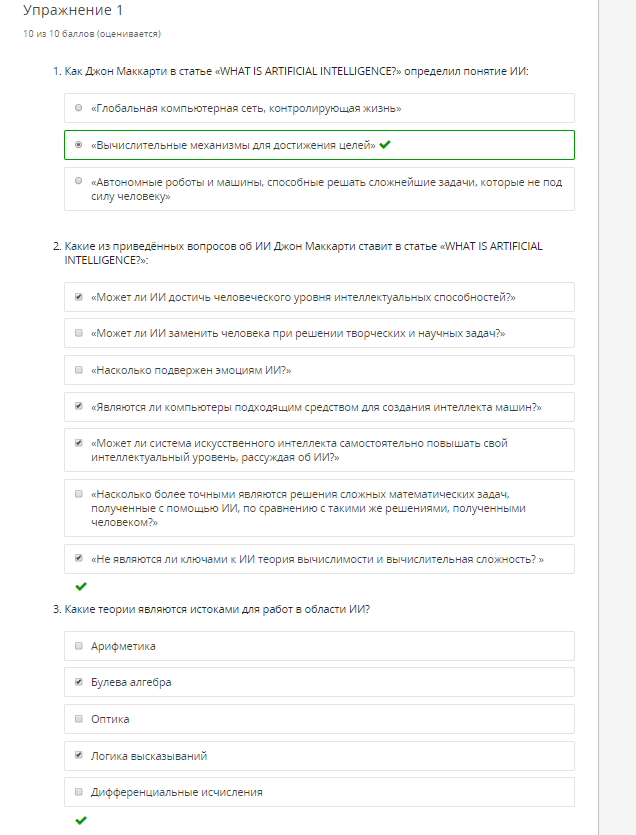 Упражнение 1
10 из 10 баллов (оценивается)
1. Как Джон Маккарти в статье «WHAT IS ARTIFICIAL INTELLIGENCE?» определил понятие ИИ:
«Глобальная компьютерная сеть, контролирующая жизнь»
«Вычислительные механизмы для достижения целей»
«Автономные роботы и машины, способные решать сложнейшие задачи, которые не под
силу человеку»
2. Какие из приведённых вопросов об ИИ Джон Маккарти ставит в статье «WHAT IS ARTIFICIAL
INTELLIGENCE?»:
«Может ли ИИ достичь человеческого уровня интеллектуальных способностей?»
«Может ли ИИ заменить человека при решении творческих и научных задач?»
«Насколько подвержен эмоциям ИИ?»
«Являются ли компьютеры подходящим средством для создания интеллекта машин?»
«Может ли система искусственного интеллекта самостоятельно повышать свой
интеллектуальный уровень, рассуждая об ИИ?»
«Насколько более точными являются решения сложных математических задач,
полученные с помощью ИИ, по сравнению с такими же решениями, полученными
человеком?»
«Не являются ли ключами к ИИ теория вычислимости и вычислительная сложность? »
3. Какие теории являются истоками для работ в области ИИ?
Арифметика
Булева алгебра
Оптика
Логика высказываний
Дифференциальные исчисления